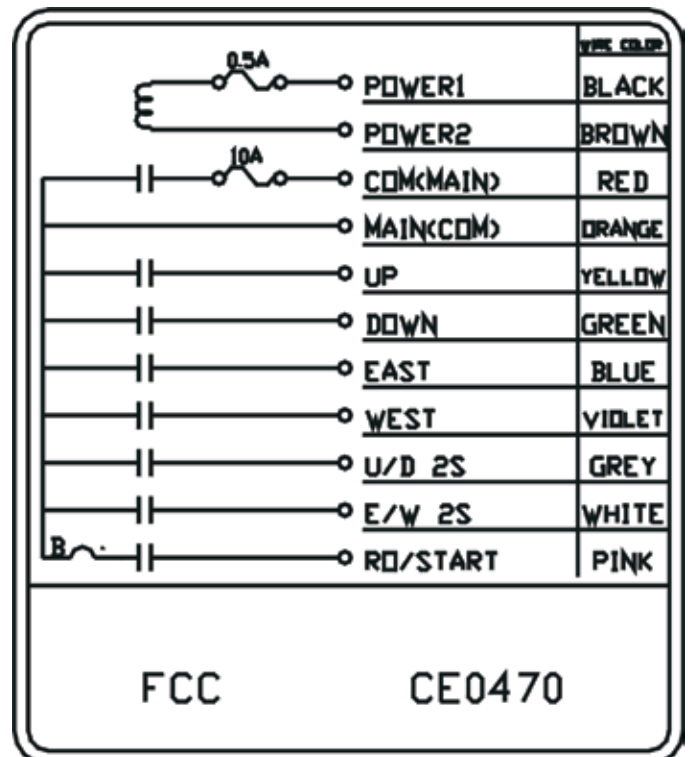 WIRE COLOR
0.5A
POWER1 BLACK
POWER2 BROWN
10A
COM(MAIN) RED
MAIN(COM) ORANGE
UP YELLOW
DOWN GREEN
EAST BLUE
WEST VIOLET
U/D 2S GREY
E/W 2S WHITE
B RO/START PINK
FCC CE0470